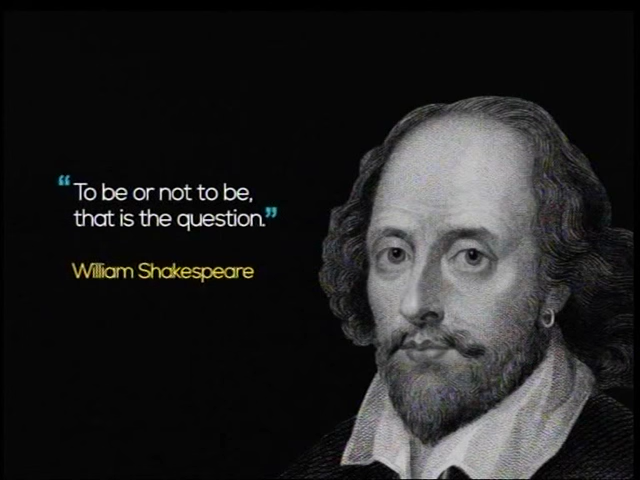 “To be or not to be,
that is the question.”
William Shakespeare